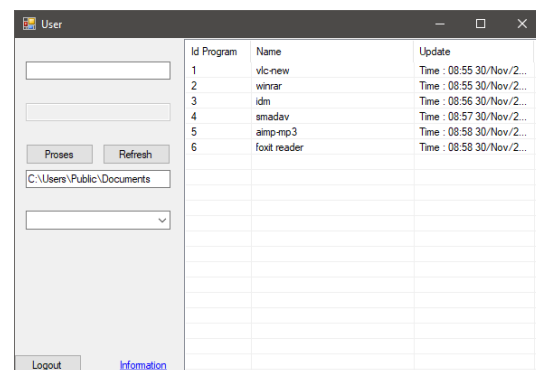 User
Proses Refresh
C:\Users\Public\Documents
Logout Information
Id Program Name Update
1 vlc-new Time : 08:55 30/Nov/2...
2 winrar Time : 08:55 30/Nov/2...
3 idm Time : 08:56 30/Nov/2...
4 smadav Time : 08:57 30/Nov/2...
5 aimp-mp3 Time : 08:58 30/Nov/2...
6 foxit reader Time : 08:58 30/Nov/2...